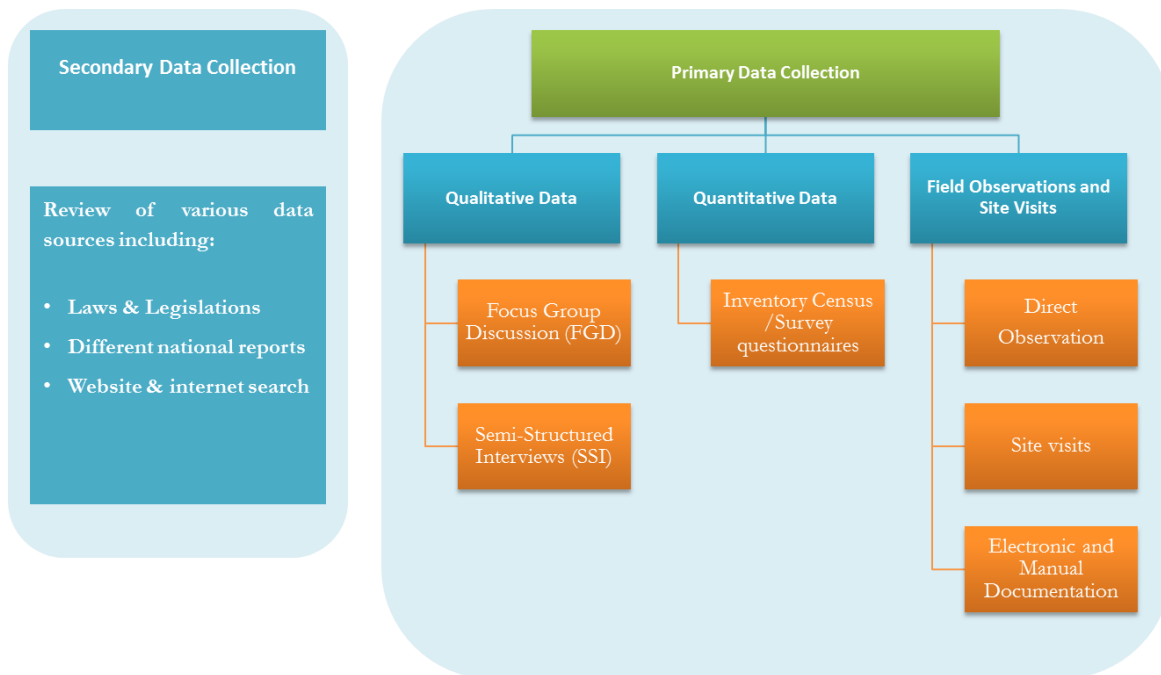 Secondary Data Collection
Review of various data
sources including:
• Laws & Legislations
• Different national reports
• Website & internet search
Primary Data Collection
Qualitative Data
Focus Group
Discussion (FGD)
Semi-Structured
Interviews (SSI)
Quantitative Data
Inventory Census
/Survey
questionnaires
Field Observations and
Site Visits
Direct
Observation
Site visits
Electronic and
Manual
Documentation